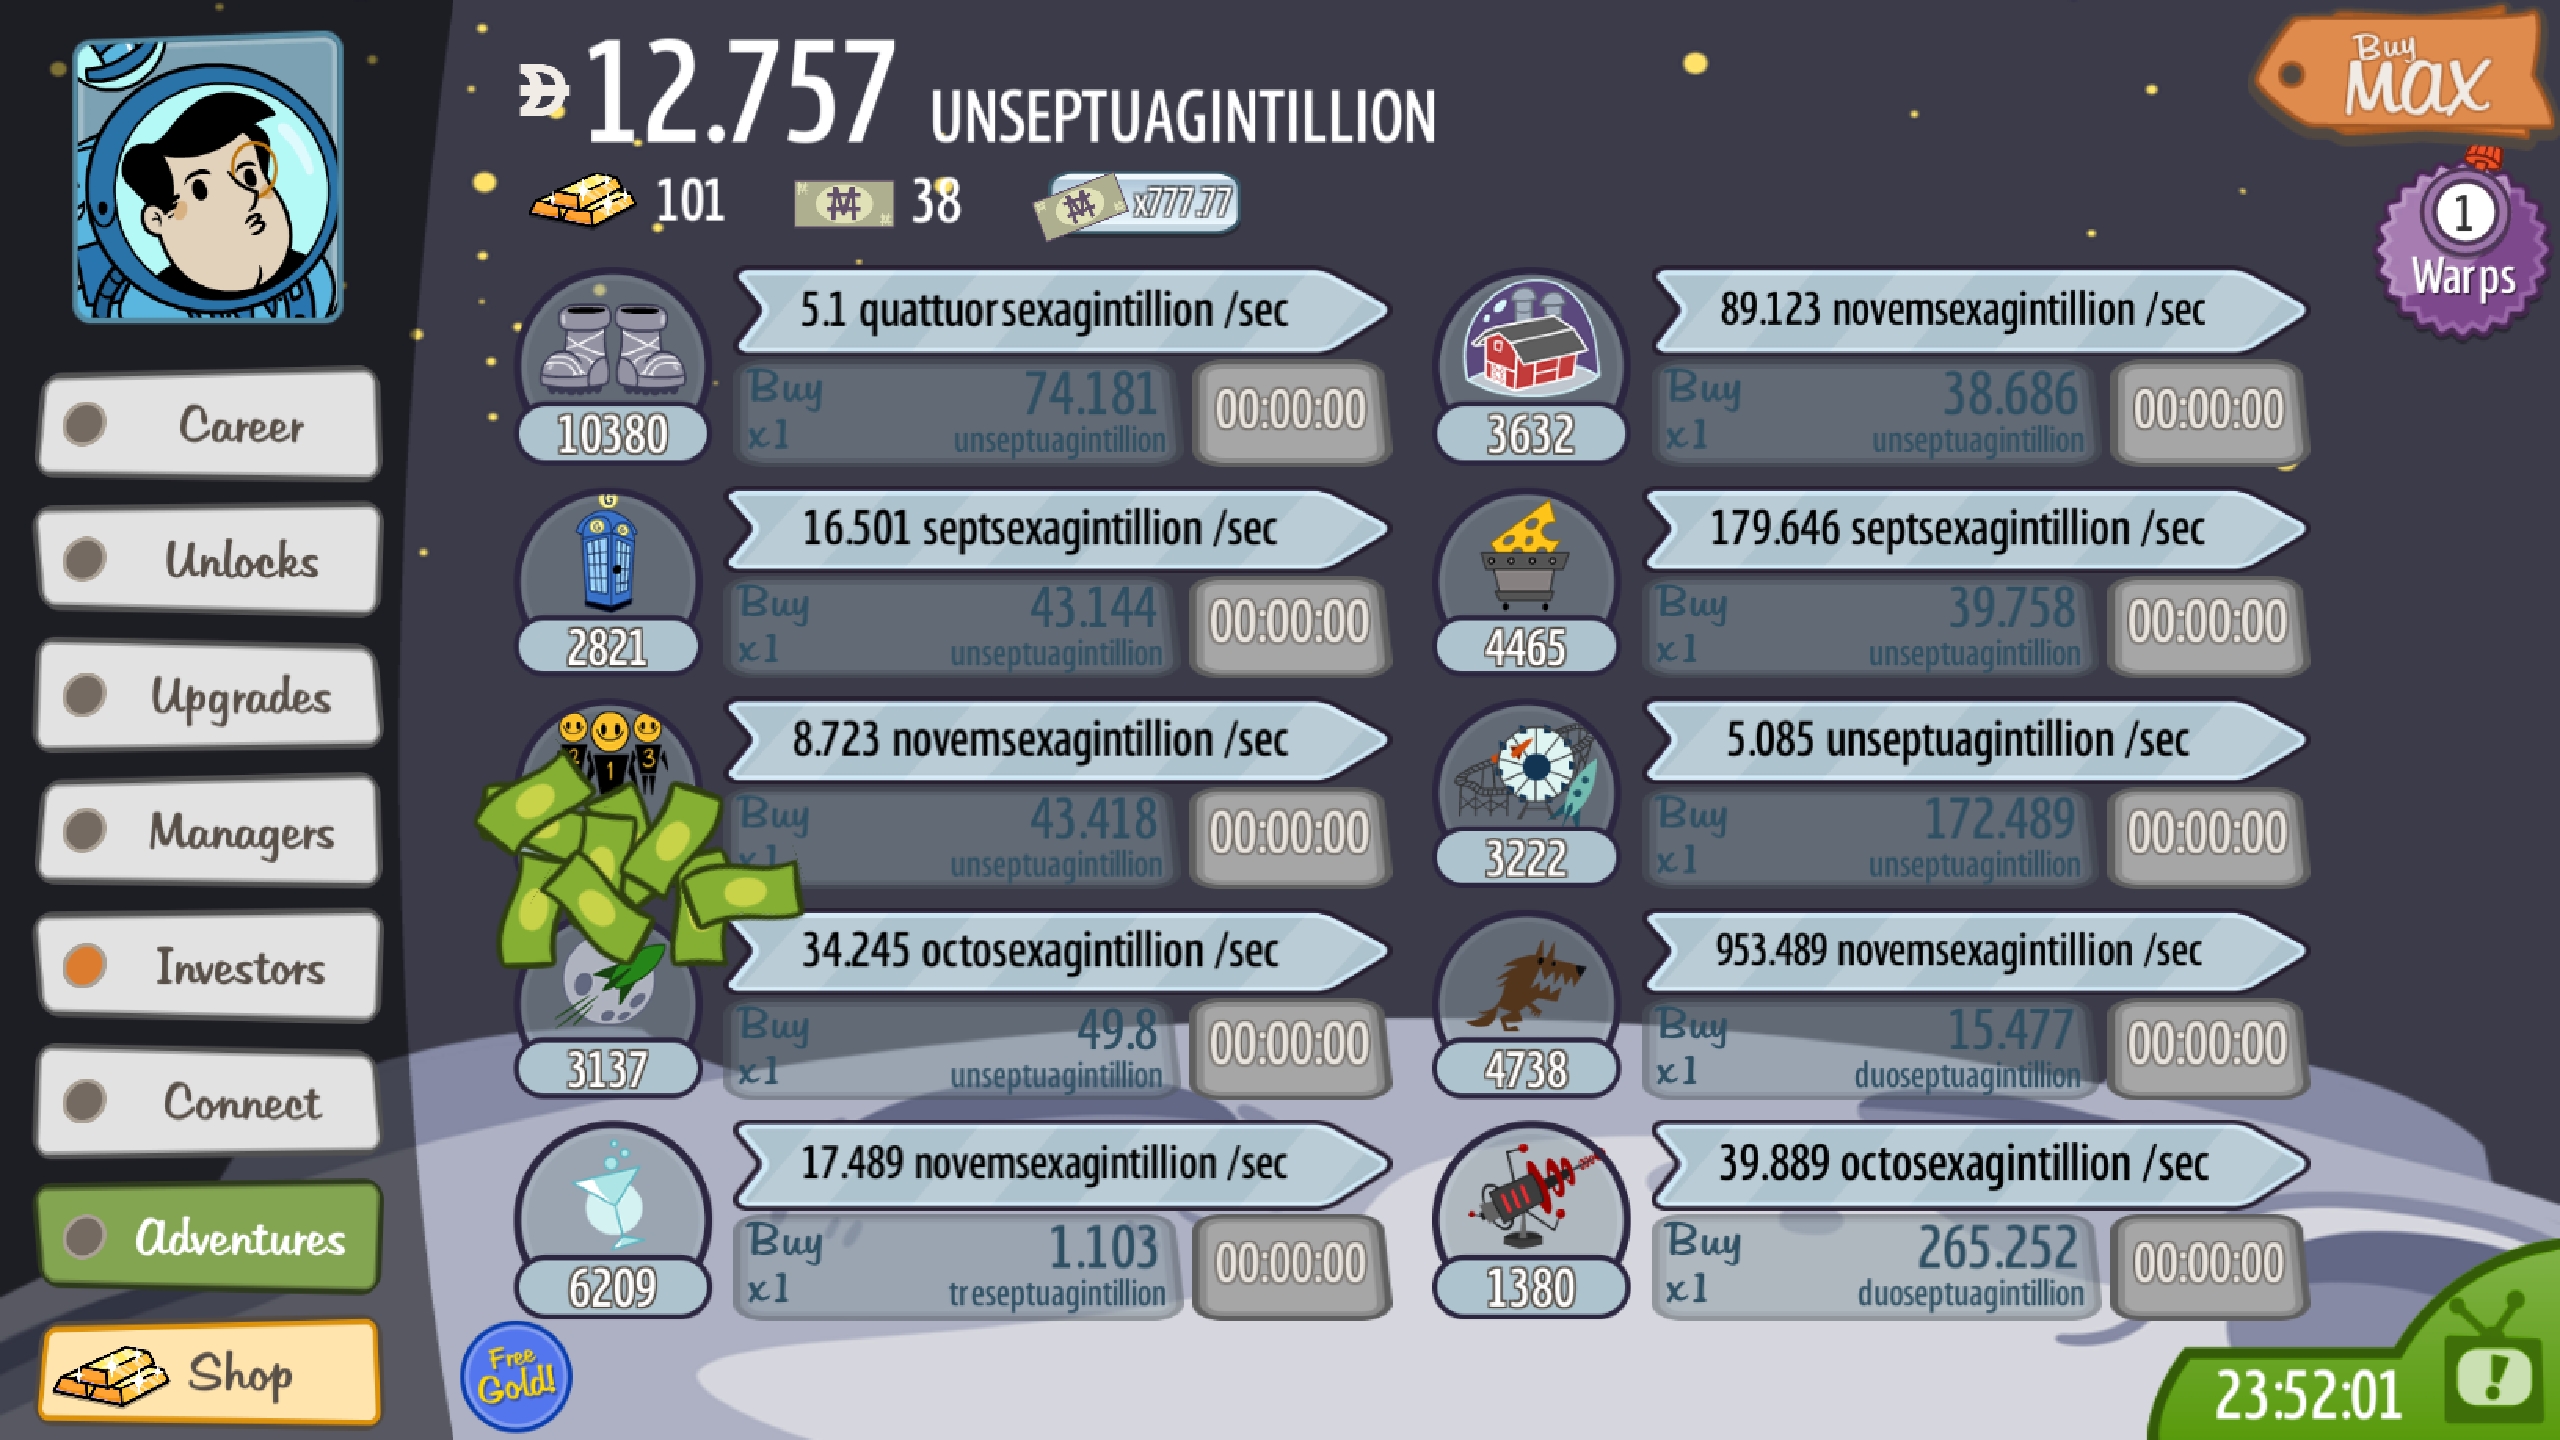 12.757 UNSEPTUAGINTILLION
Buy
MAX
101
38
x777.77
1
Warps
Career
Unlocks
Upgrades
Managers
Investors
Connect
Adventures
Shop
5.1 quattuorsexagintillion /sec
Buy
x1
74.181
unseptuagintillion
00:00:00
10380
89.123 novemsexagintillion /sec
Buy
x1
38.686
unseptuagintillion
00:00:00
3632
16.501 septsexagintillion /sec
Buy
x1
43.144
unseptuagintillion
00:00:00
2821
179.646 septsexagintillion /sec
Buy
x1
39.758
unseptuagintillion
00:00:00
4465
2 1 3
8.723 novemsexagintillion /sec
Buy
x1
43.418
unseptuagintillion
00:00:00
5.085 unseptuagintillion /sec
Buy
x1
172.489
unseptuagintillion
00:00:00
3222
34.245 octosexagintillion /sec
Buy
x1
49.8
unseptuagintillion
00:00:00
3137
953.489 novemsexagintillion /sec
Buy
x1
15.477
duoseptuagintillion
00:00:00
4738
17.489 novemsexagintillion /sec
Buy
x1
1.103
treseptuagintillion
00:00:00
6209
39.889 octosexagintillion /sec
Buy
x1
265.252
duoseptuagintillion
00:00:00
1380
Free
Gold!
23:52:01